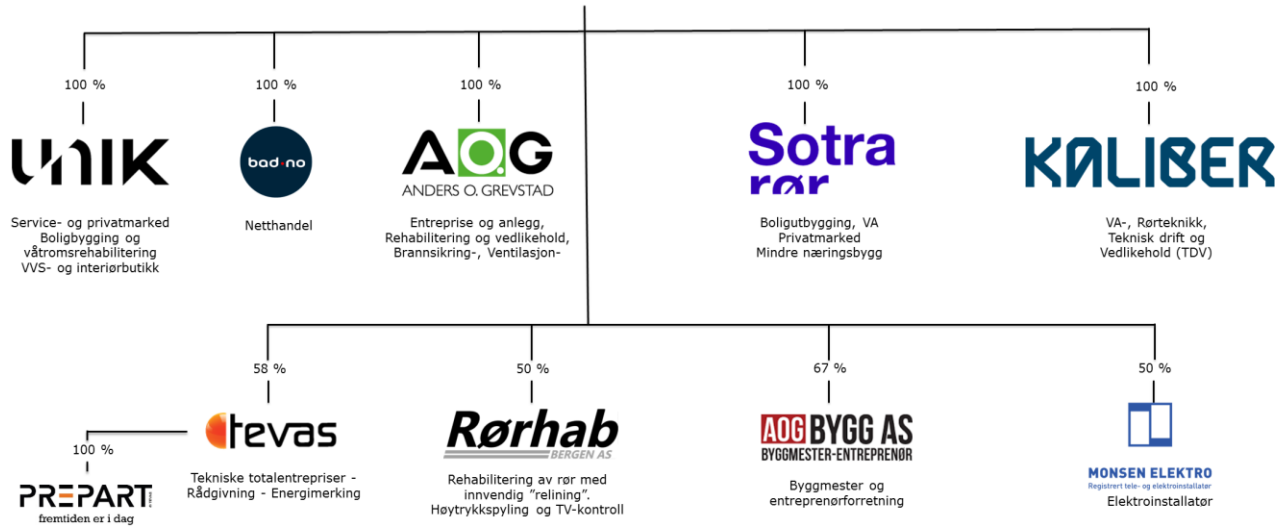 100 %
100 %
100 %
100 %
100 %
UNIK
bad·no
A.O.G
ANDERS O. GREVSTAD
Sotra
rør
KALIBER
Service- og privatmarked
Boligbygging og
våtromsrehabilitering
VVS- og interiørbutikk
Netthandel
Entreprise og anlegg,
Rehabilitering og vedlikehold,
Brannsikring-, Ventilasjon-
Boligutbygging, VA
Privatmarked
Mindre næringsbygg
VA-, Rørteknikk,
Teknisk drift og
Vedlikehold (TDV)
58 %
50 %
67 %
50 %
tevas
Tekniske totalentrepriser -
Rådgivning - Energimerking
100 %
PREPART
fremtiden er i dag
Rørhab
BERGEN AS
Rehabilitering av rør med
innvendig ”relining”.
Høytrykkspyling og TV-kontroll
AOG BYGG AS
BYGGMESTER-ENTREPRENØR
Byggmester og
entreprenørforretning
MONSEN ELEKTRO
Registrert tele- og elektroinstallatør
Elektroinstallatør